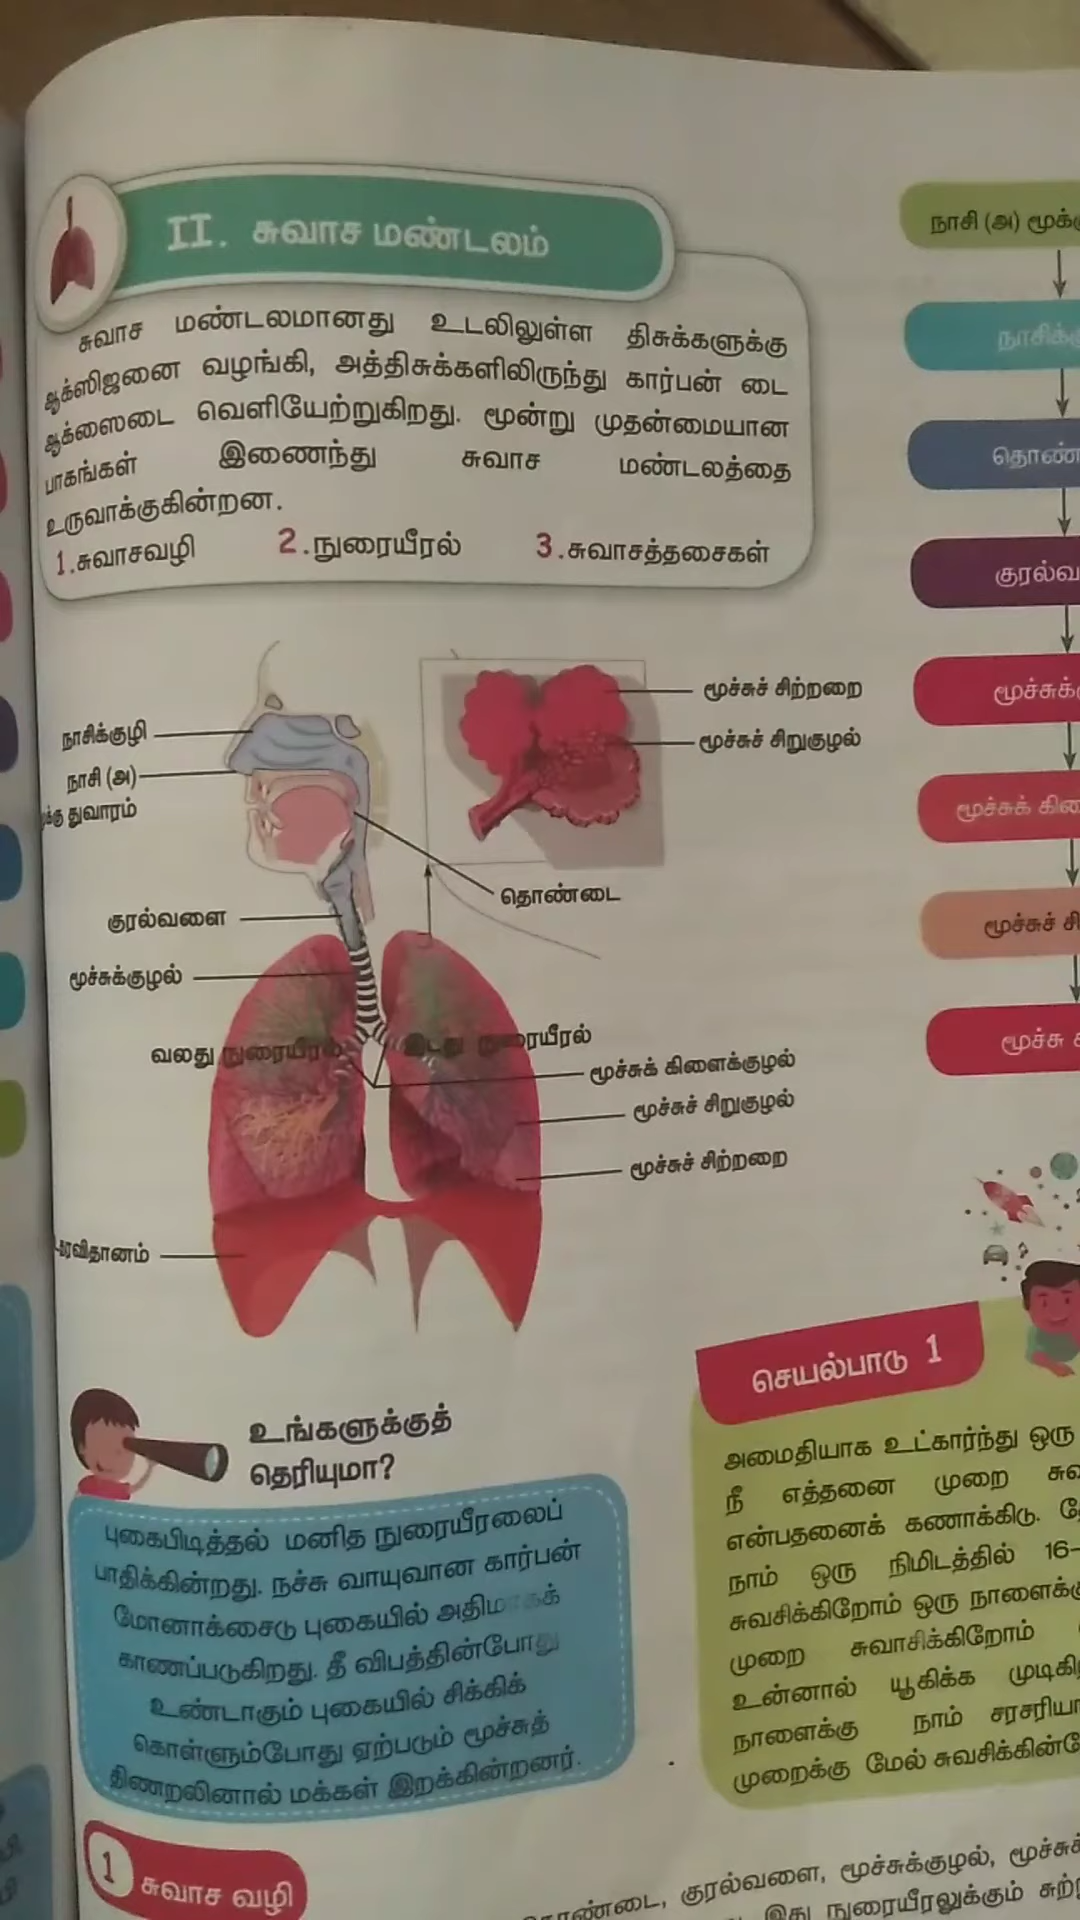 II. சுவாச மண்டலம்
சுவாச மண்டலமானது உடலிலுள்ள திசுக்களுக்கு
ஆக்ஸிஜனை வழங்கி, அத்திசுக்களிலிருந்து கார்பன் டை
ஆக்ஸைடை வெளியேற்றுகிறது. மூன்று முதன்மையான
பாகங்கள் இணைந்து சுவாச மண்டலத்தை
உருவாக்குகின்றன.
1.சுவாசவழி 2.நுரையீரல் 3.சுவாசத்தசைகள்
மூச்சுச் சிற்றறை
மூச்சுச் சிறுகுழல்
நாசிக்குழி
நாசி (அ)
துவாரம்
தொண்டை
குரல்வளை
மூச்சுக்குழல்
வலது நுரையீரல் இடது நுரையீரல்
மூச்சுக் கிளைக்குழல்
மூச்சுச் சிறுகுழல்
மூச்சுச் சிற்றறை
நாசி (அ)
குரல்வ
மூச்சுக்
மூச்சுச்
மூச்சு
உங்களுக்குத்
தெரியுமா?
புகைபிடித்தல் மனித நுரையீரலைப்
பாதிக்கின்றது. நச்சு வாயுவான கார்பன்
மோனாக்சைடு புகையில் அதிமாகக்
காணப்படுகிறது. தீ விபத்தின்போது
உண்டாகும் புகையில் சிக்கிக்
கொள்ளும்போது ஏற்படும் மூச்சுத்
திணறலினால் மக்கள் இறக்கின்றனர்.
செயல்பாடு 1
அமைதியாக உட்கார்ந்து ஒரு
நீ எத்தனை முறை
என்பதனைக் கணாக்கிடு.
நாம் ஒரு நிமிடத்தில் 16-
சுவசிக்கிறோம் ஒரு
முறை சுவாசிக்கிறோம்
உன்னால் யூகிக்க
நாளைக்கு நாம்
முறைக்கு மேல்
1 சுவாச வழி
குரல்வளை, மூச்சுக்குழல்,
இது நுரையீரலுக்கும்